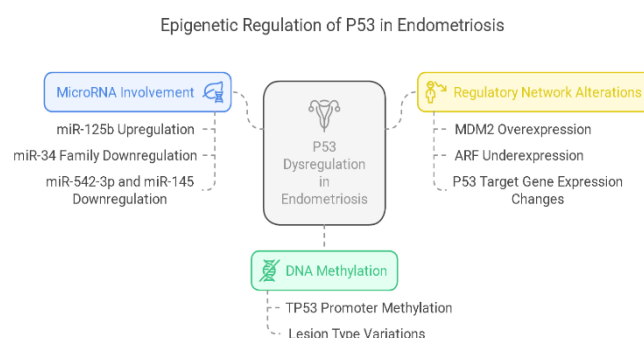 Epigenetic Regulation of P53 in Endometriosis
MicroRNA Involvement
miR-125b Upregulation
miR-34 Family Downregulation
miR-542-3p and miR-145
Downregulation
P53
Dysregulation
in
Endometriosis
Regulatory Network Alterations
MDM2 Overexpression
ARF Underexpression
P53 Target Gene Expression
Changes
DNA Methylation
TP53 Promoter Methylation
Lesion Type Variations